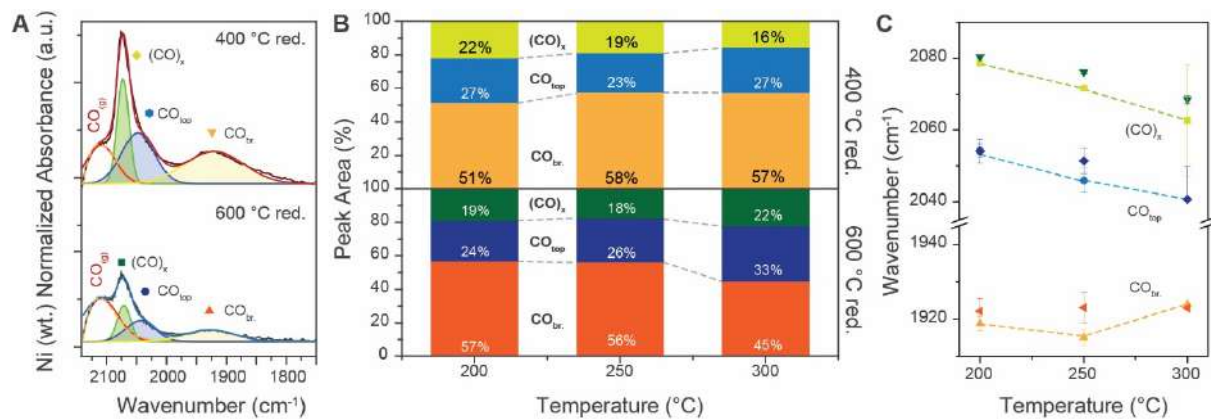 A
400 °C red.
(CO)x
CO(g)
COtop
CObr.
600 °C red.
CO(g)
(CO)x
COtop
CObr.
Ni (wt.) Normalized Absorbance (a.u.)
2100 2000 1900 1800
Wavenumber (cm-1)
B
100
80
60
40
20
100
80
60
40
20
0
Peak Area (%)
22% (CO)x 19% 16%
27% COtop 23% 27%
51% CObr. 58% 57%
400 °C red.
19% (CO)x 18% 22%
24% COtop 26% 33%
57% CObr. 56% 45%
600 °C red.
200 250 300
Temperature (°C)
C
2080
2060
2040
1940
1920
Wavenumber (cm-1)
(CO)x
COtop
CObr.
200 250 300
Temperature (°C)